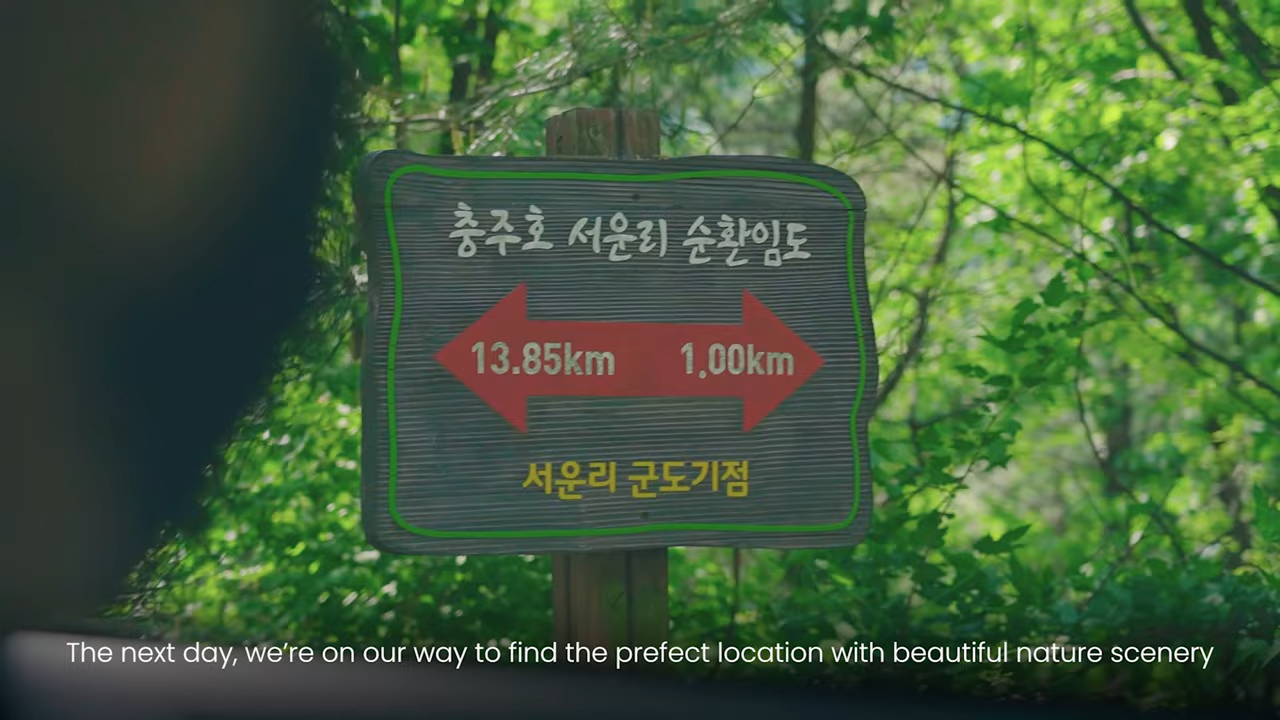 충주호 서운리 순환임도
13.85km 1.00km
서운리 군도기점
The next day, we’re on our way to find the prefect location with beautiful nature scenery